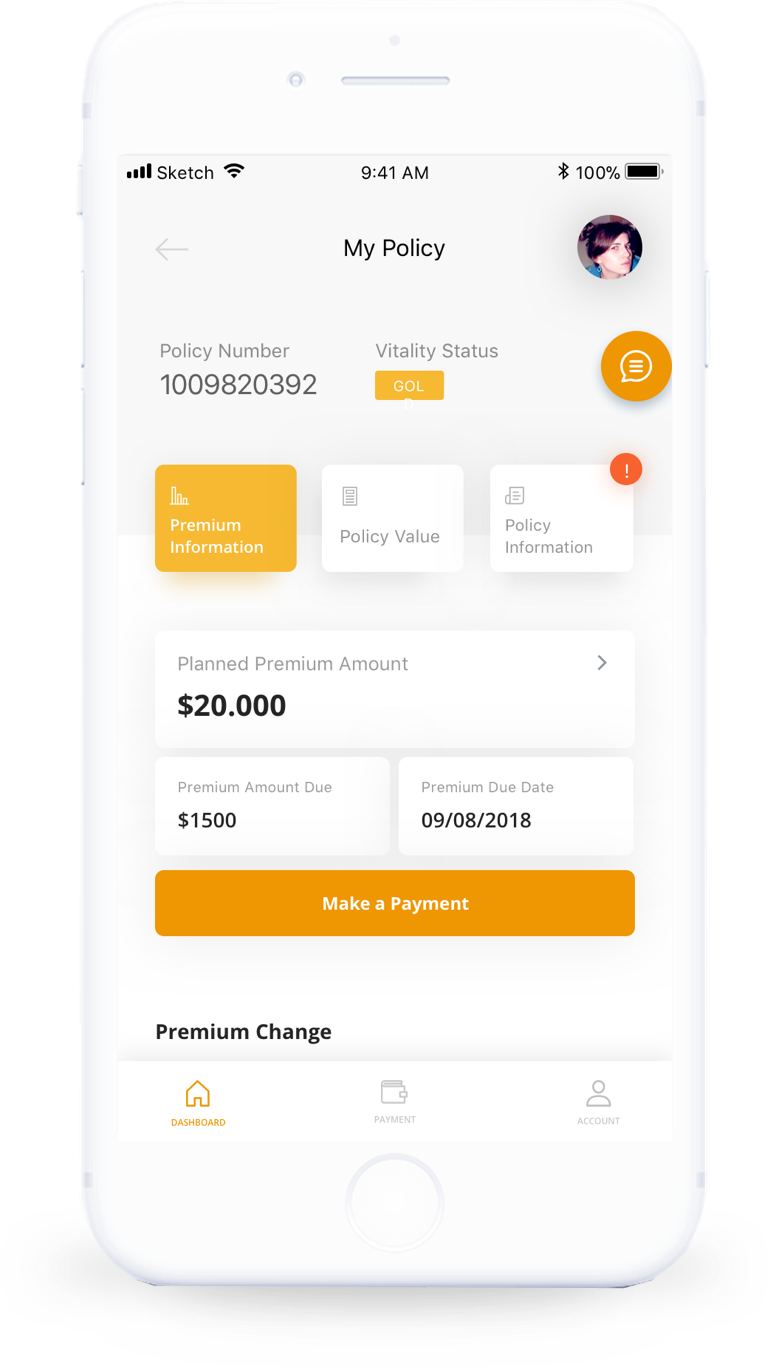 Sketch 9:41 AM 100%
My Policy
Policy Number Vitality Status
1009820392 GOL
D
!
Premium
Information
Policy Value
Policy
Information
Planned Premium Amount
$20.000
Premium Amount Due Premium Due Date
$1500 09/08/2018
Make a Payment
Premium Change
DASHBOARD PAYMENT ACCOUNT